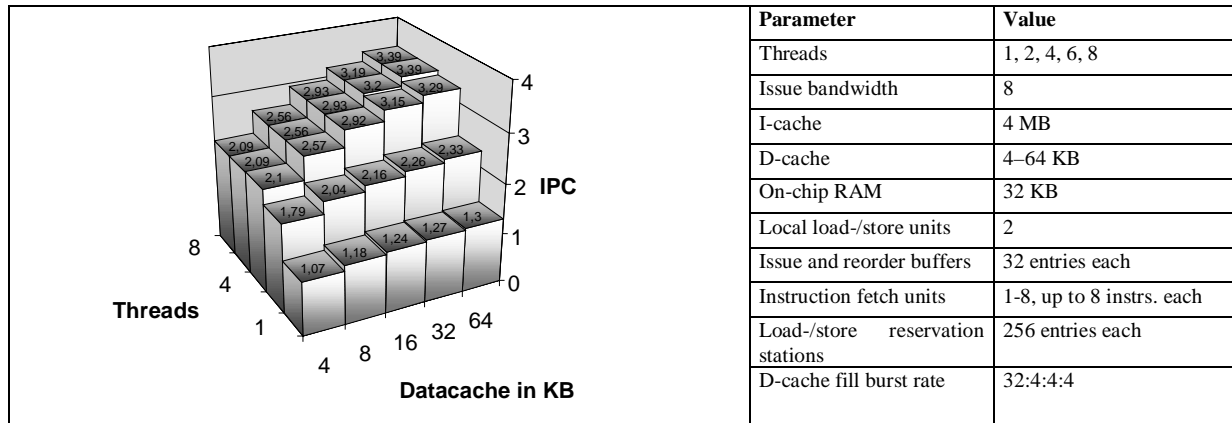 3,39
3,19
3,39
2,93
3,2
3,29
2,56
2,93
3,15
2,09
2,56
2,92
2,09
2,57
2,33
2,1
2,26
2,16
2,04
1,79
1,3
1,27
1,24
1,18
1,07
4
3
2
1
0
IPC
8
4
1
Threads
4
8
16
32
64
Datacache in KB
Parameter Value
Threads 1, 2, 4, 6, 8
Issue bandwidth 8
I-cache 4 MB
D-cache 4–64 KB
On-chip RAM 32 KB
Local load-/store units 2
Issue and reorder buffers 32 entries each
Instruction fetch units 1-8, up to 8 instrs. each
Load-/store reservation 256 entries each
stations
D-cache fill burst rate 32:4:4:4